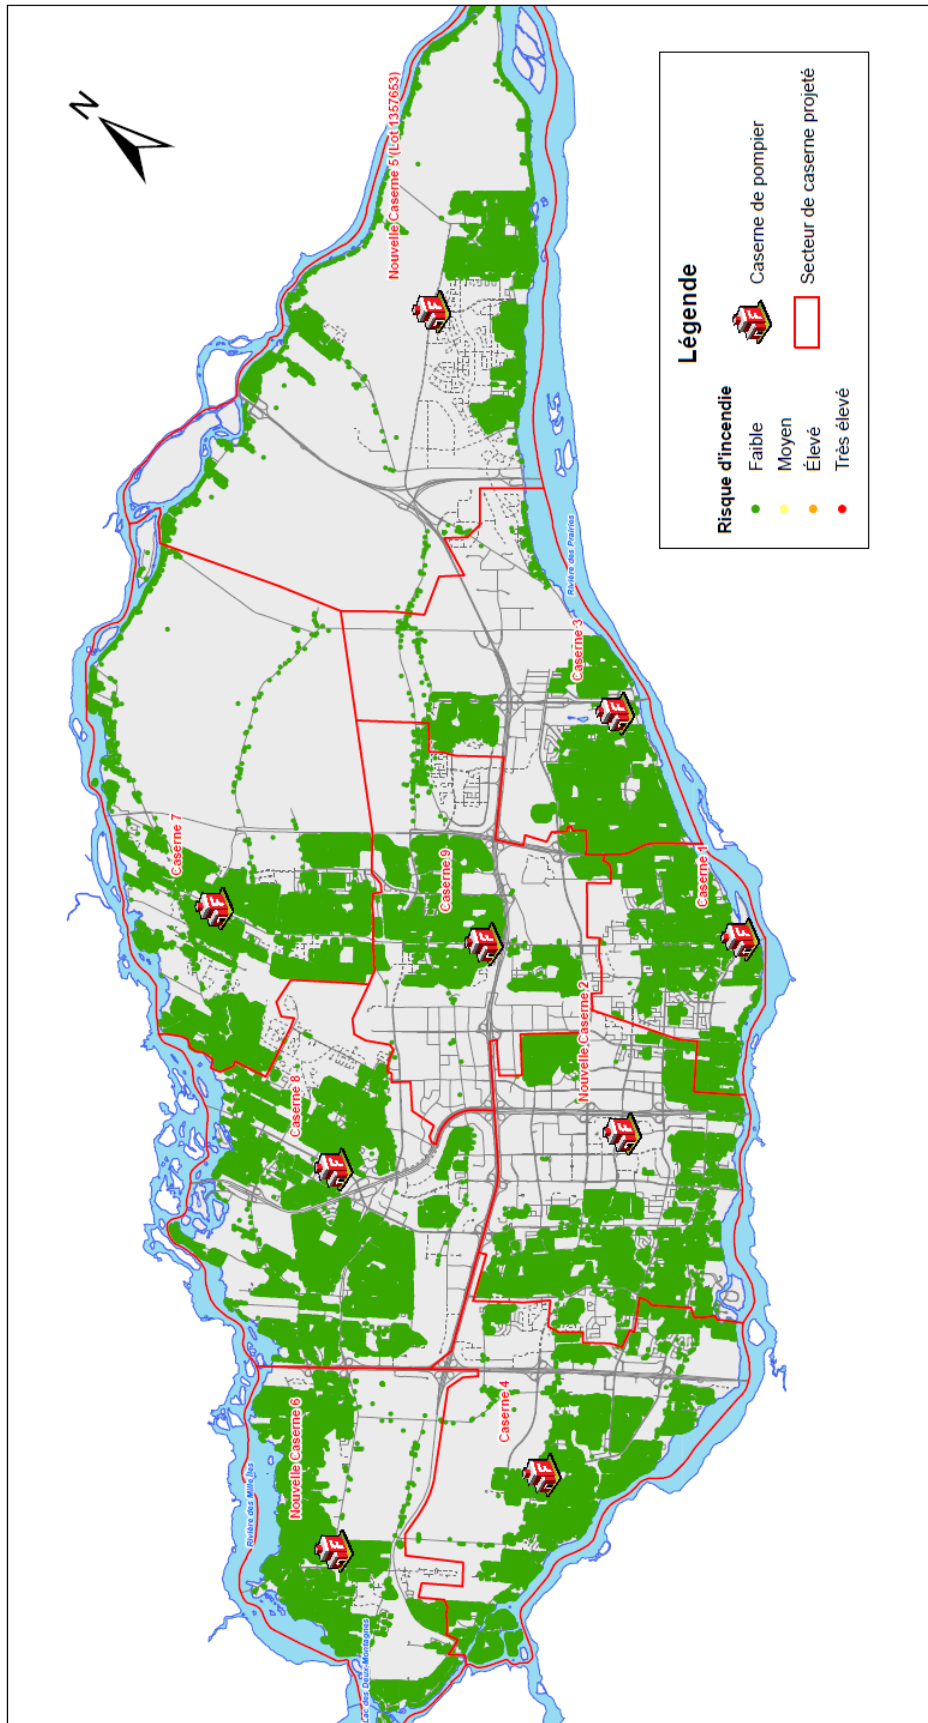 N
Nouvelle Caserne 5 (Lot 1357653)
Légende
Risque d'incendie
Faible
Moyen
Élevé
Très élevé
Caserne de pompier
Secteur de caserne projeté
Rivière des Prairies
Caserne 3
Caserne 7
Caserne 9
Caserne 1
Nouvelle Caserne 2
Caserne 8
Caserne 4
Nouvelle Caserne 6
Rivière des Mille Îles
Lac des Deux-Montagnes